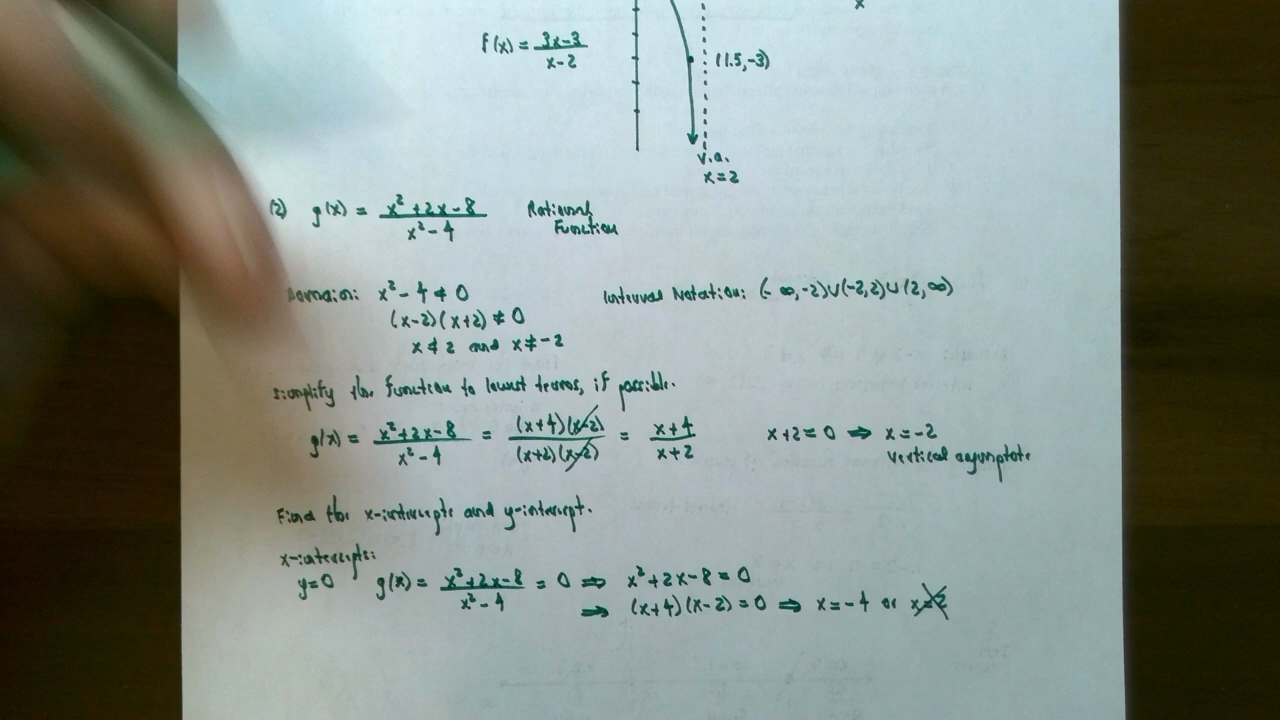 x
f(x) = 3x-3 / x-2
(1.5, -3)
v.a.
x=2
(2) g(x) = x²+2x-8 / x²-4
Rational
Function
Domain: x²-4 ≠ 0
Interval Notation: (-∞,-2)∪(-2,2)∪(2,∞)
(x-2)(x+2) ≠ 0
x ≠ 2 and x ≠ -2
Simplify the function to lowest terms, if possible.
g(x) = x²+2x-8 / x²-4 = (x+4)(x-2) / (x+2)(x-2) = x+4 / x+2
x+2=0 ⇒ x=-2
vertical asymptote
Find the x-intercepts and y-intercept.
x-intercepts:
y=0 g(x) = x²+2x-8 / x²-4 = 0 ⇒ x²+2x-8=0
⇒ (x+4)(x-2)=0 ⇒ x=-4 or x=2